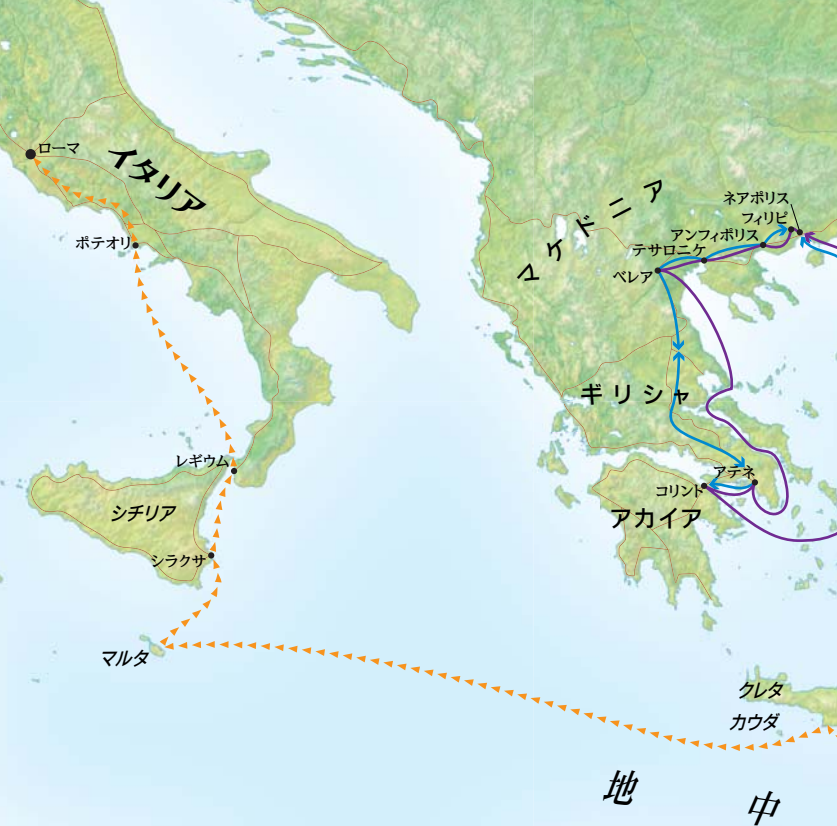 ローマ
イタリア
ポテオリ
マケドニア
ネアポリス
フィリピ
アンフィポリス
テサロニケ
ベレア
ギリシャ
レギウム
シチリア
シラクサ
アテネ
コリント
アカイア
マルタ
クレタ
カウダ
地
中